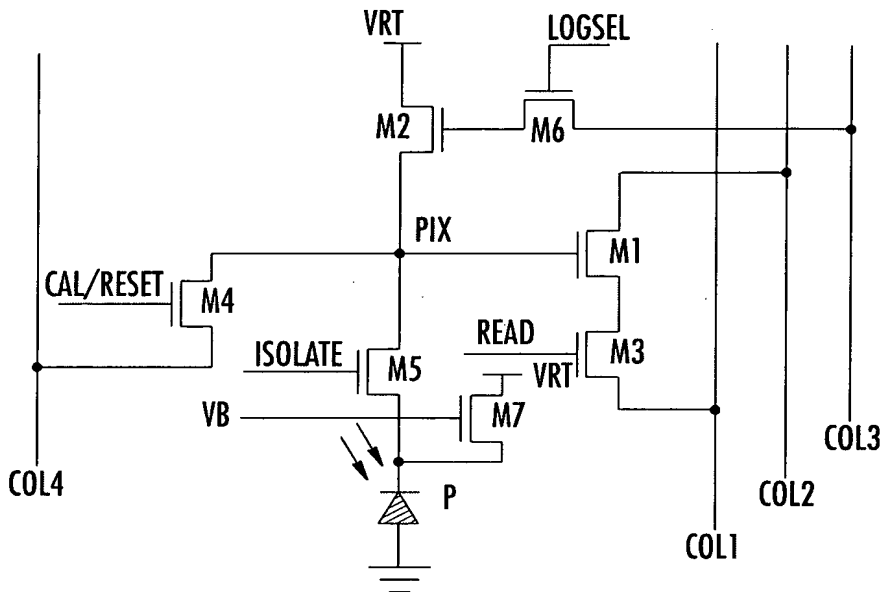 LOGSEL
VRT
M2
M6
PIX
M1
CAL/RESET
M4
READ
M3
ISOLATE
M5
VRT
VB
M7
COL3
COL4
P
COL2
COL1